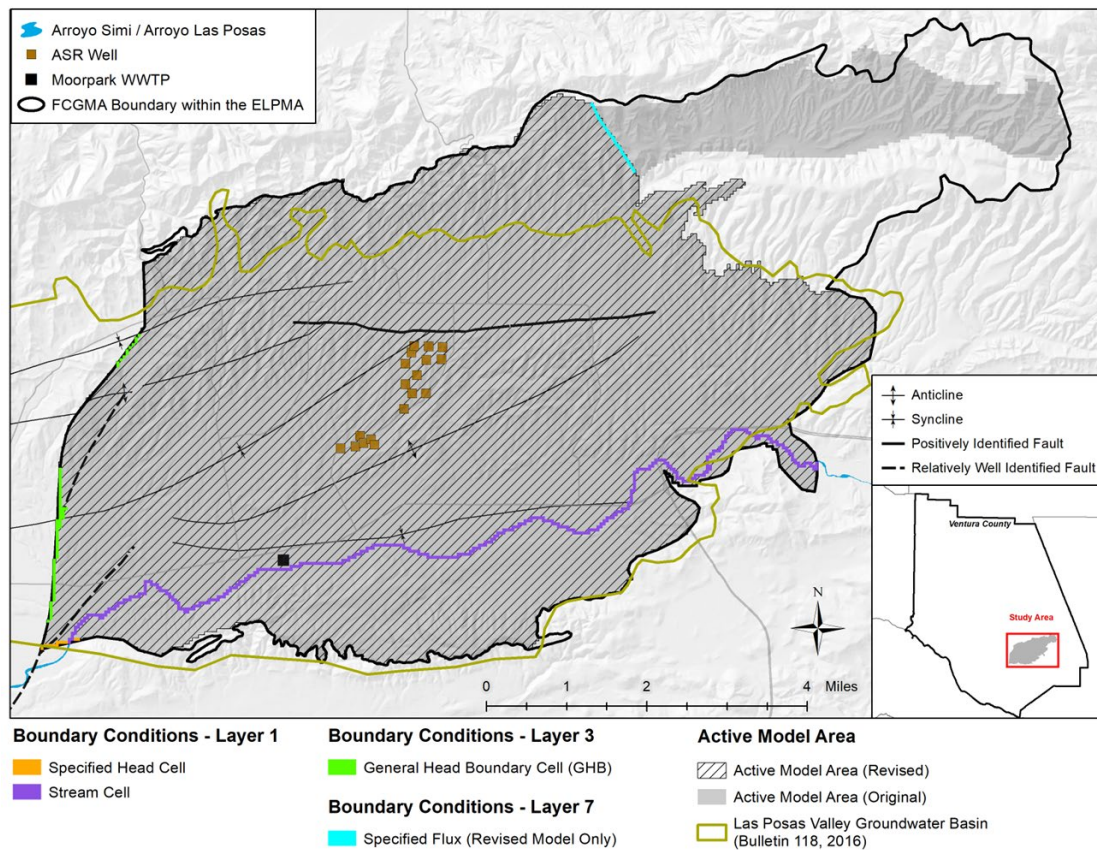 Arroyo Simi / Arroyo Las Posas
ASR Well
Moorpark WWTP
FCGMA Boundary within the ELPMA
Anticline
Syncline
Positively Identified Fault
Relatively Well Identified Fault
Ventura County
Study Area
N
0 1 2 4 Miles
Boundary Conditions - Layer 1
Specified Head Cell
Stream Cell
Boundary Conditions - Layer 3
General Head Boundary Cell (GHB)
Boundary Conditions - Layer 7
Specified Flux (Revised Model Only)
Active Model Area
Active Model Area (Revised)
Active Model Area (Original)
Las Posas Valley Groundwater Basin
(Bulletin 118, 2016)